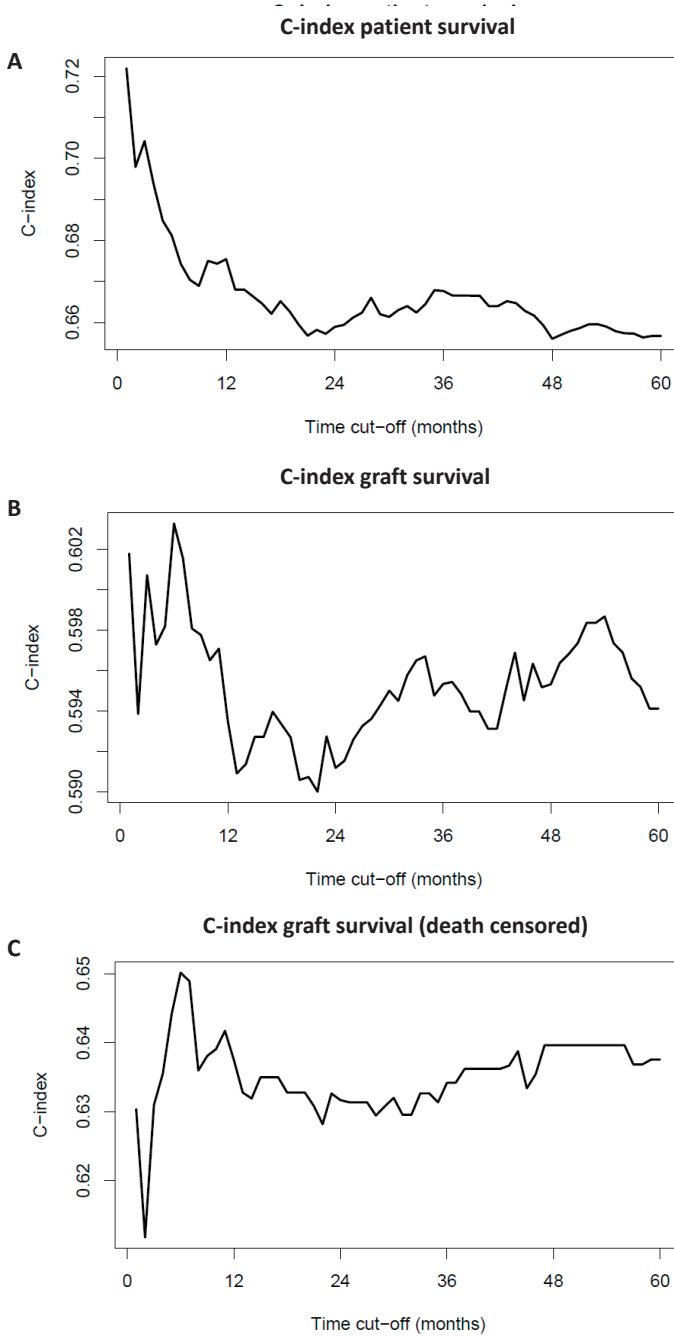 C-index patient survival
A
0.72
0.70
0.68
0.66
C−index
0
12
24
36
48
60
Time cut−off (months)
C-index graft survival
B
0.602
0.598
0.594
0.590
C−index
0
12
24
36
48
60
Time cut−off (months)
C-index graft survival (death censored)
C
0.65
0.64
0.63
0.62
C−index
0
12
24
36
48
60
Time cut−off (months)